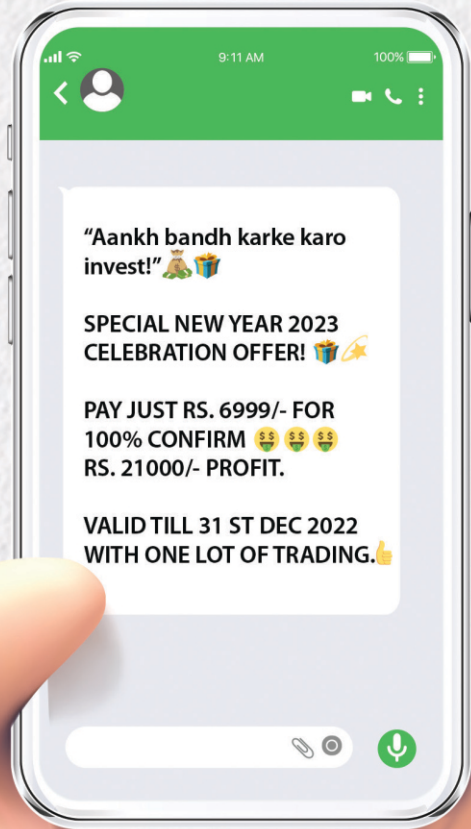 9:11 AM
100%
“Aankh bandh karke karo
invest!”💰🎁
SPECIAL NEW YEAR 2023
CELEBRATION OFFER! 🎁💫
PAY JUST RS. 6999/- FOR
100% CONFIRM 🤑🤑🤑
RS. 21000/- PROFIT.
VALID TILL 31 ST DEC 2022
WITH ONE LOT OF TRADING.👍